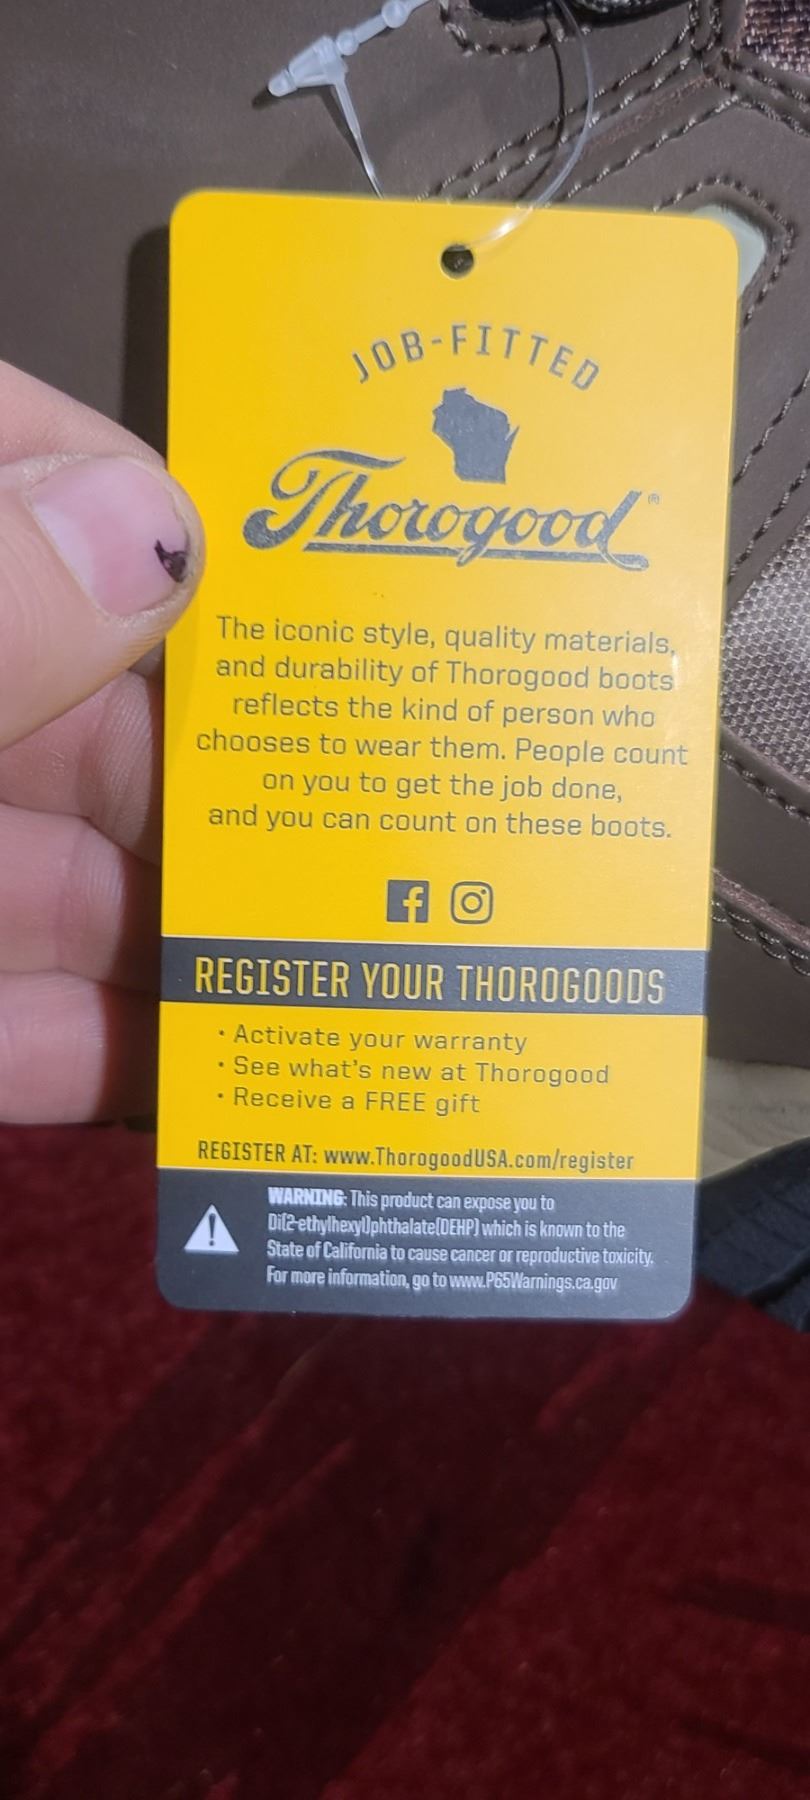 JOB-FITTED
Thorogood®
The iconic style, quality materials,
and durability of Thorogood boots
reflects the kind of person who
chooses to wear them. People count
on you to get the job done,
and you can count on these boots.
REGISTER YOUR THOROGOODS
• Activate your warranty
• See what's new at Thorogood
• Receive a FREE gift
REGISTER AT: www.ThorogoodUSA.com/register
WARNING: This product can expose you to
Di(2-ethylhexyl)phthalate(DEHP) which is known to the
State of California to cause cancer or reproductive toxicity.
For more information, go to www.P65Warnings.ca.gov